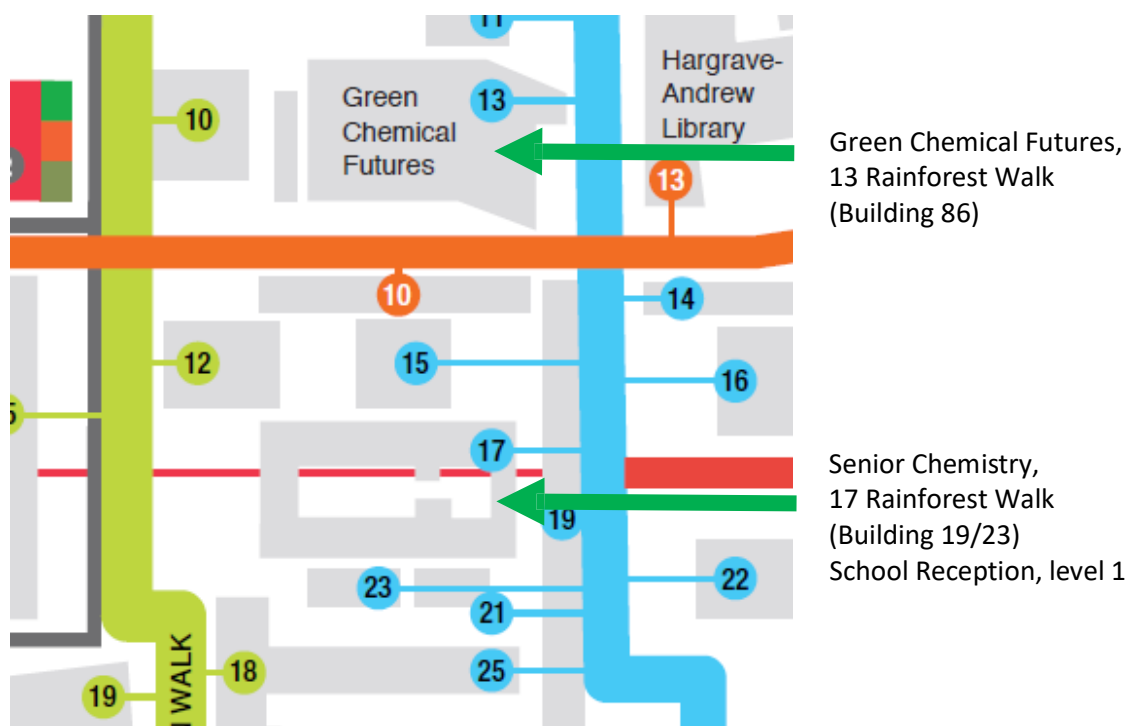 11
Hargrave-
Andrew
Library
Green
Chemical
Futures
13
10
13
Green Chemical Futures,
13 Rainforest Walk
(Building 86)
10
14
12
15
16
17
19
Senior Chemistry,
17 Rainforest Walk
(Building 19/23)
School Reception, level 1
23
22
21
18
25
19
WALK